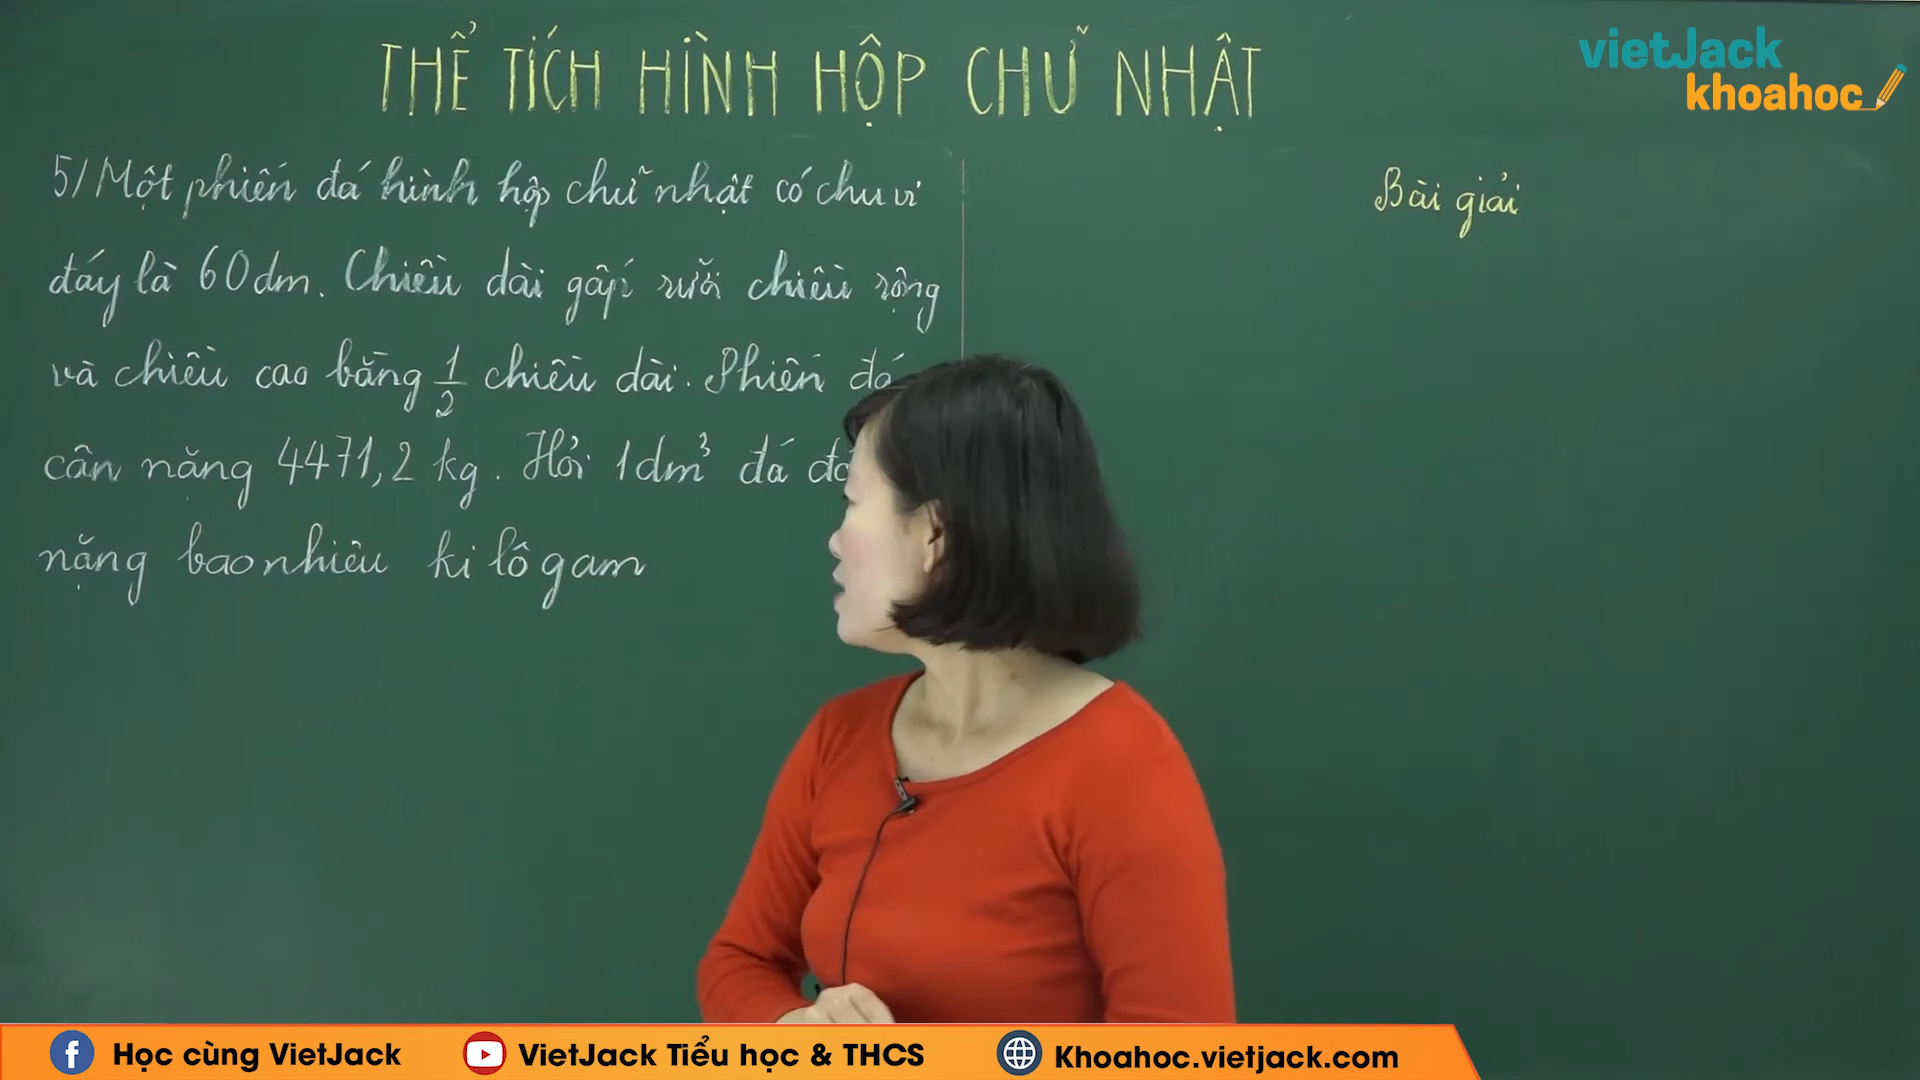 THỂ TÍCH HÌNH HỘP CHỮ NHẬT
vietJack
khoahoc
5/ Một phiến đá hình hộp chữ nhật có chu vi
đáy là 60dm. Chiều dài gấp rưỡi chiều rộng
và chiều cao bằng 1/2 chiều dài. Phiến đá
cân nặng 4471,2 kg. Hỏi 1dm³ đá
nặng bao nhiêu ki lô gam
Bài giải
Học cùng VietJack
VietJack Tiểu học & THCS
Khoahoc.vietjack.com